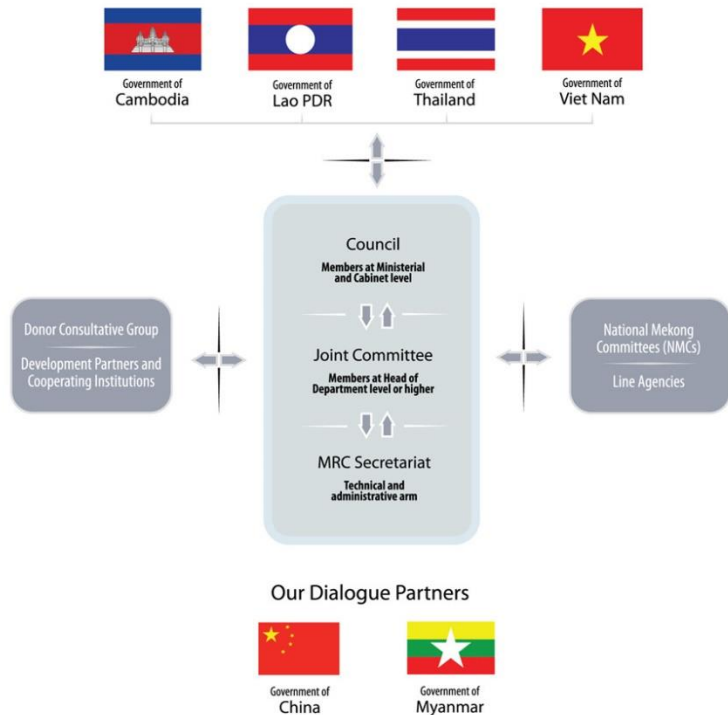 Government of
Cambodia
Government of
Lao PDR
Government of
Thailand
Government of
Viet Nam
Council
Members at Ministerial
and Cabinet level
Donor Consultative Group
Development Partners and
Cooperating Institutions
Joint Committee
Members at Head of
Department level or higher
National Mekong
Committees (NMCs)
Line Agencies
MRC Secretariat
Technical and
administrative arm
Our Dialogue Partners
Government of
China
Government of
Myanmar